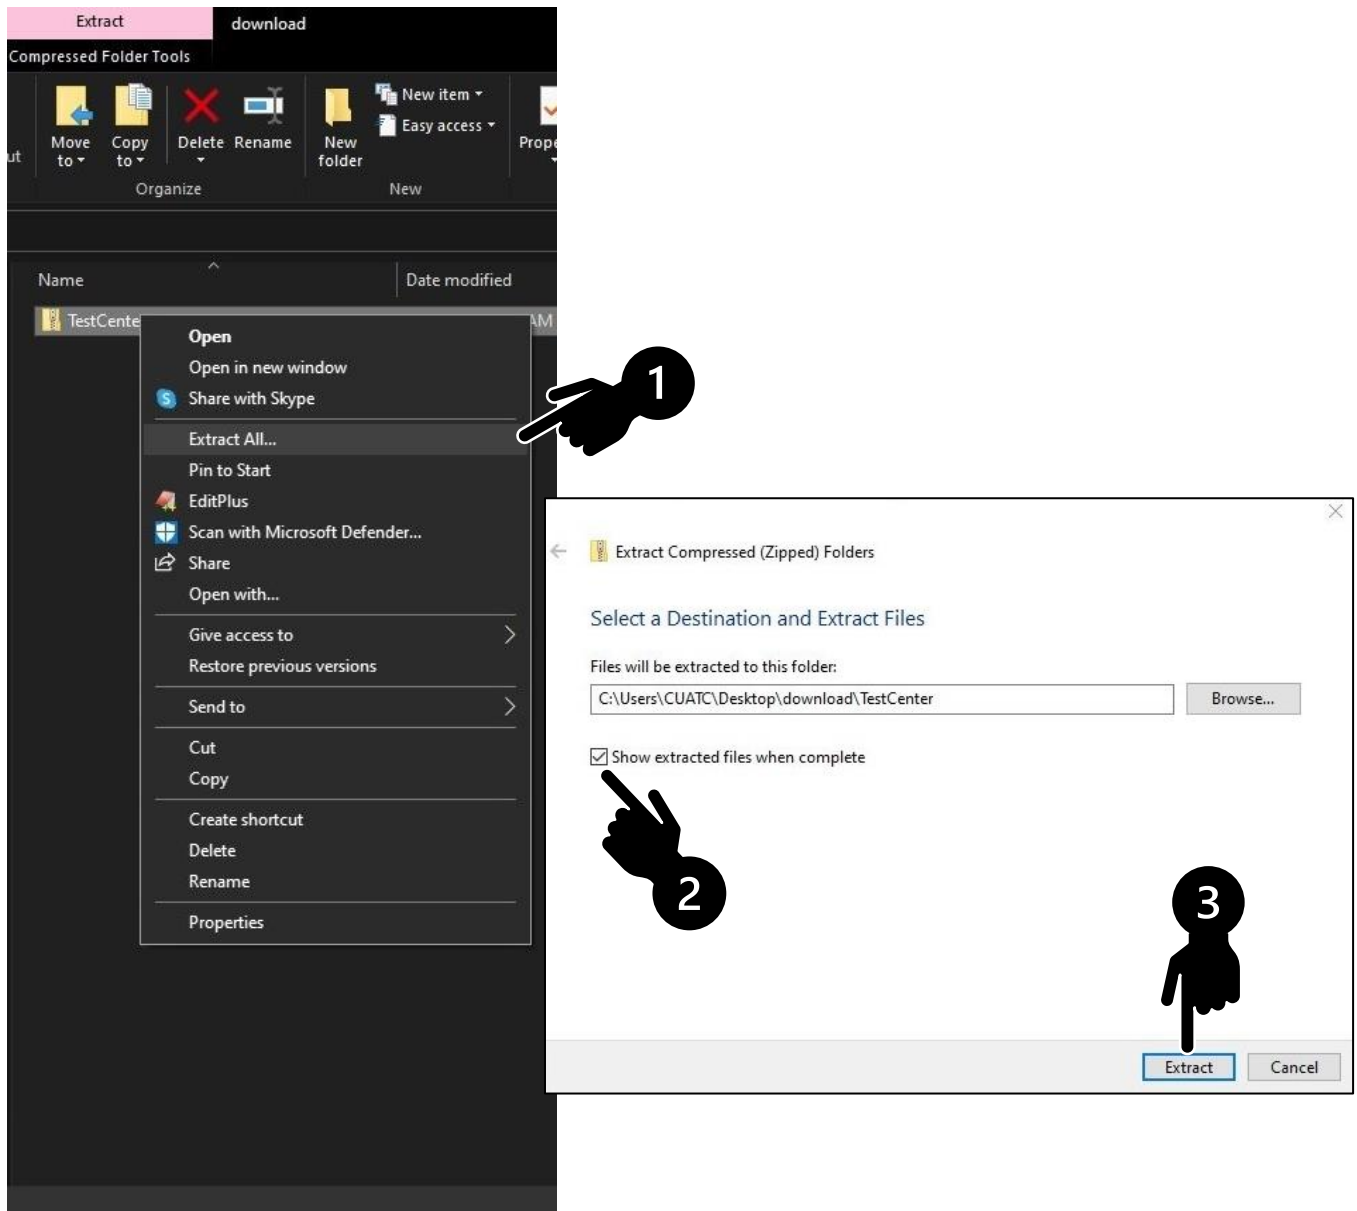 Extract
download
Compressed Folder Tools
New item
Easy access
Move to
Copy to
Delete
Rename
New folder
Organize
New
Name
Date modified
AM
Open
Open in new window
S
Share with Skype
Extract All...
Pin to Start
EditPlus
Scan with Microsoft Defender...
Share
Open with...
Give access to
Restore previous versions
Send to
Cut
Copy
Create shortcut
Delete
Rename
Properties
1
Extract Compressed (Zipped) Folders
Select a Destination and Extract Files
Files will be extracted to this folder:
C:\Users\CUATC\Desktop\download\TestCenter
Browse...
Show extracted files when complete
2
3
Extract
Cancel